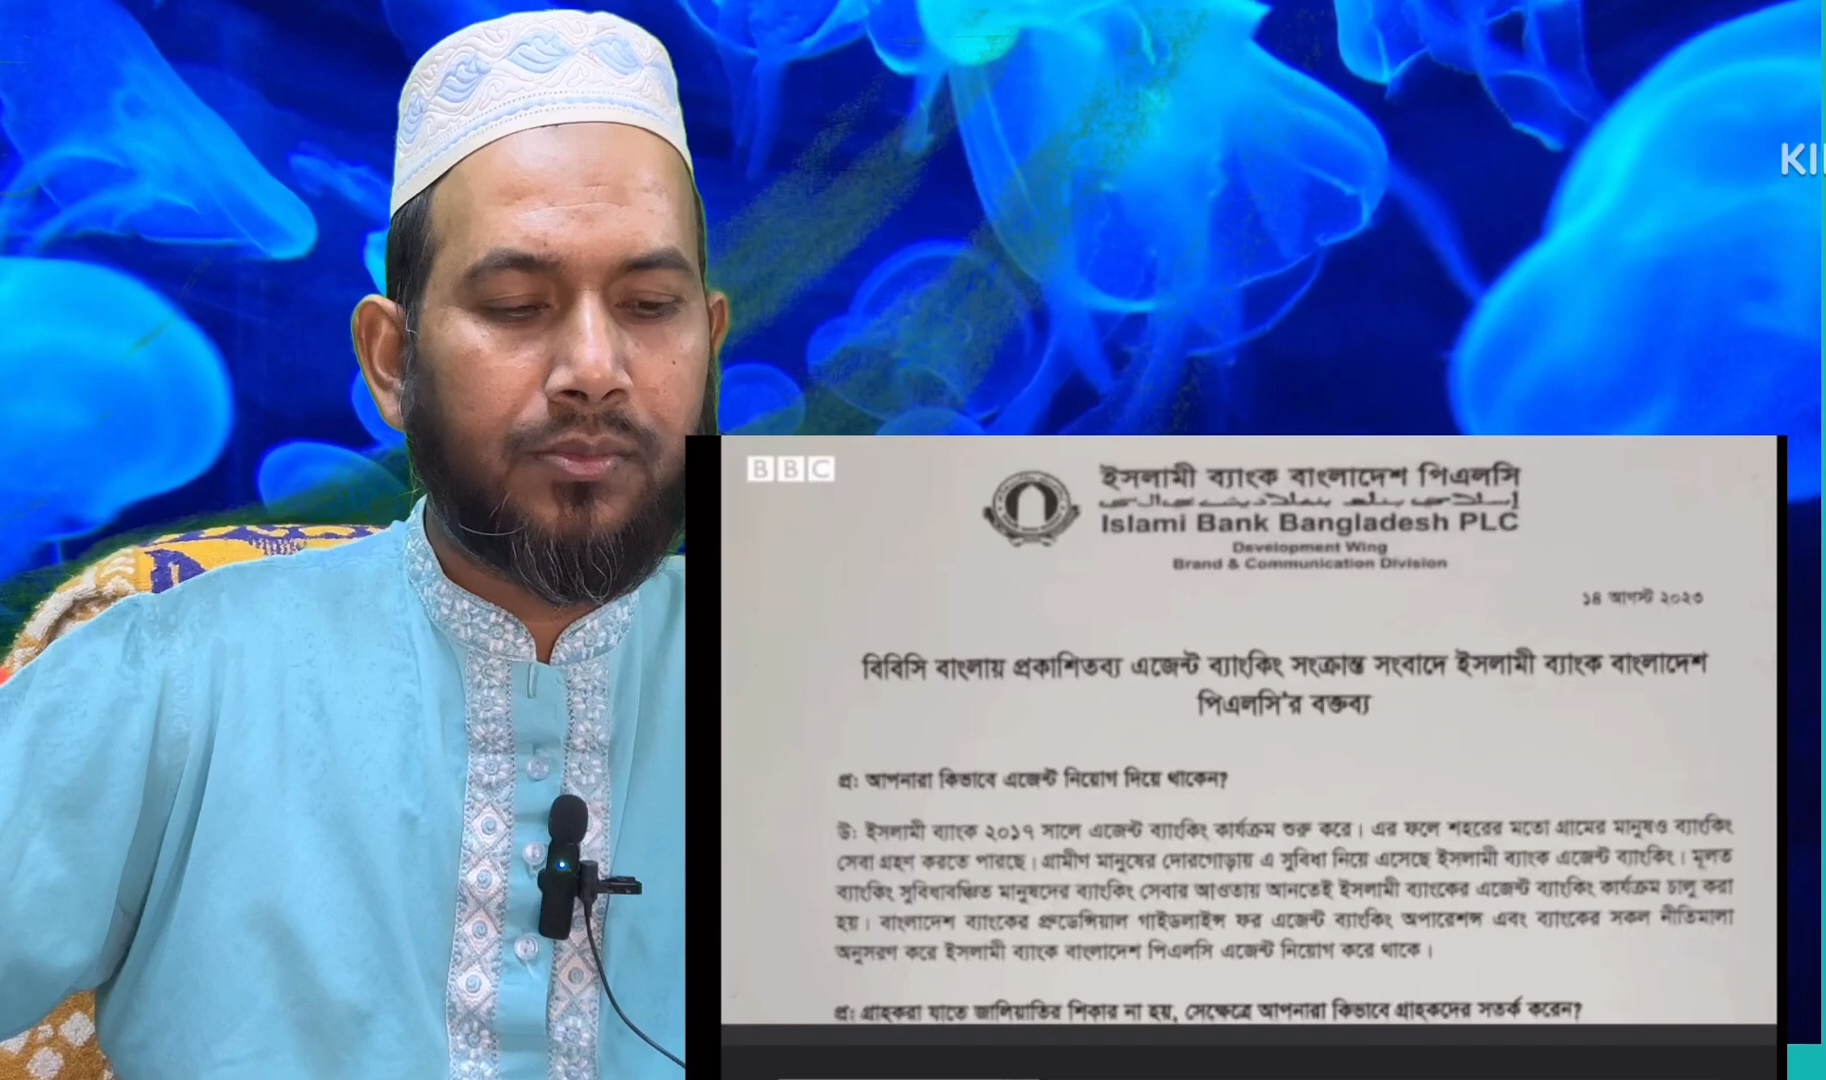 KI
BBC
ইসলামী ব্যাংক বাংলাদেশ পিএলসি
Islami Bank Bangladesh PLC
Development Wing
Brand & Communication Division
১৪ আগস্ট ২০২৩
বিবিসি বাংলায় প্রকাশিতব্য এজেন্ট ব্যাংকিং সংক্রান্ত সংবাদে ইসলামী ব্যাংক বাংলাদেশ
পিএলসি'র বক্তব্য
প্র: আপনারা কিভাবে এজেন্ট নিয়োগ দিয়ে থাকেন?
উ: ইসলামী ব্যাংক ২০১৭ সালে এজেন্ট ব্যাংকিং কার্যক্রম শুরু করে। এর ফলে শহরের মতো গ্রামের মানুষও ব্যাংকিং
সেবা গ্রহণ করতে পারছে। গ্রামীণ মানুষের দোরগোড়ায় এ সুবিধা নিয়ে এসেছে ইসলামী ব্যাংক এজেন্ট ব্যাংকিং। মূলত
ব্যাংকিং সুবিধাবঞ্চিত মানুষদের ব্যাংকিং সেবার আওতায় আনতেই ইসলামী ব্যাংকের এজেন্ট ব্যাংকিং কার্যক্রম চালু করা
হয়। বাংলাদেশ ব্যাংকের প্রুডেন্সিয়াল গাইডলাইন্স ফর এজেন্ট ব্যাংকিং অপারেশন্স এবং ব্যাংকের সকল নীতিমালা
অনুসরণ করে ইসলামী ব্যাংক বাংলাদেশ পিএলসি এজেন্ট নিয়োগ করে থাকে।
প্র: গ্রাহকরা যাতে জালিয়াতির শিকার না হয়, সেক্ষেত্রে আপনারা কিভাবে গ্রাহকদের সতর্ক করেন?